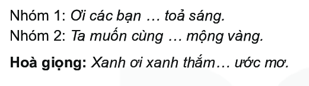 Nhóm 1: Ơi các bạn … toả sáng.
Nhóm 2: Ta muốn cùng … mộng vàng.
Hoà giọng: Xanh ơi xanh thắm… ước mơ.